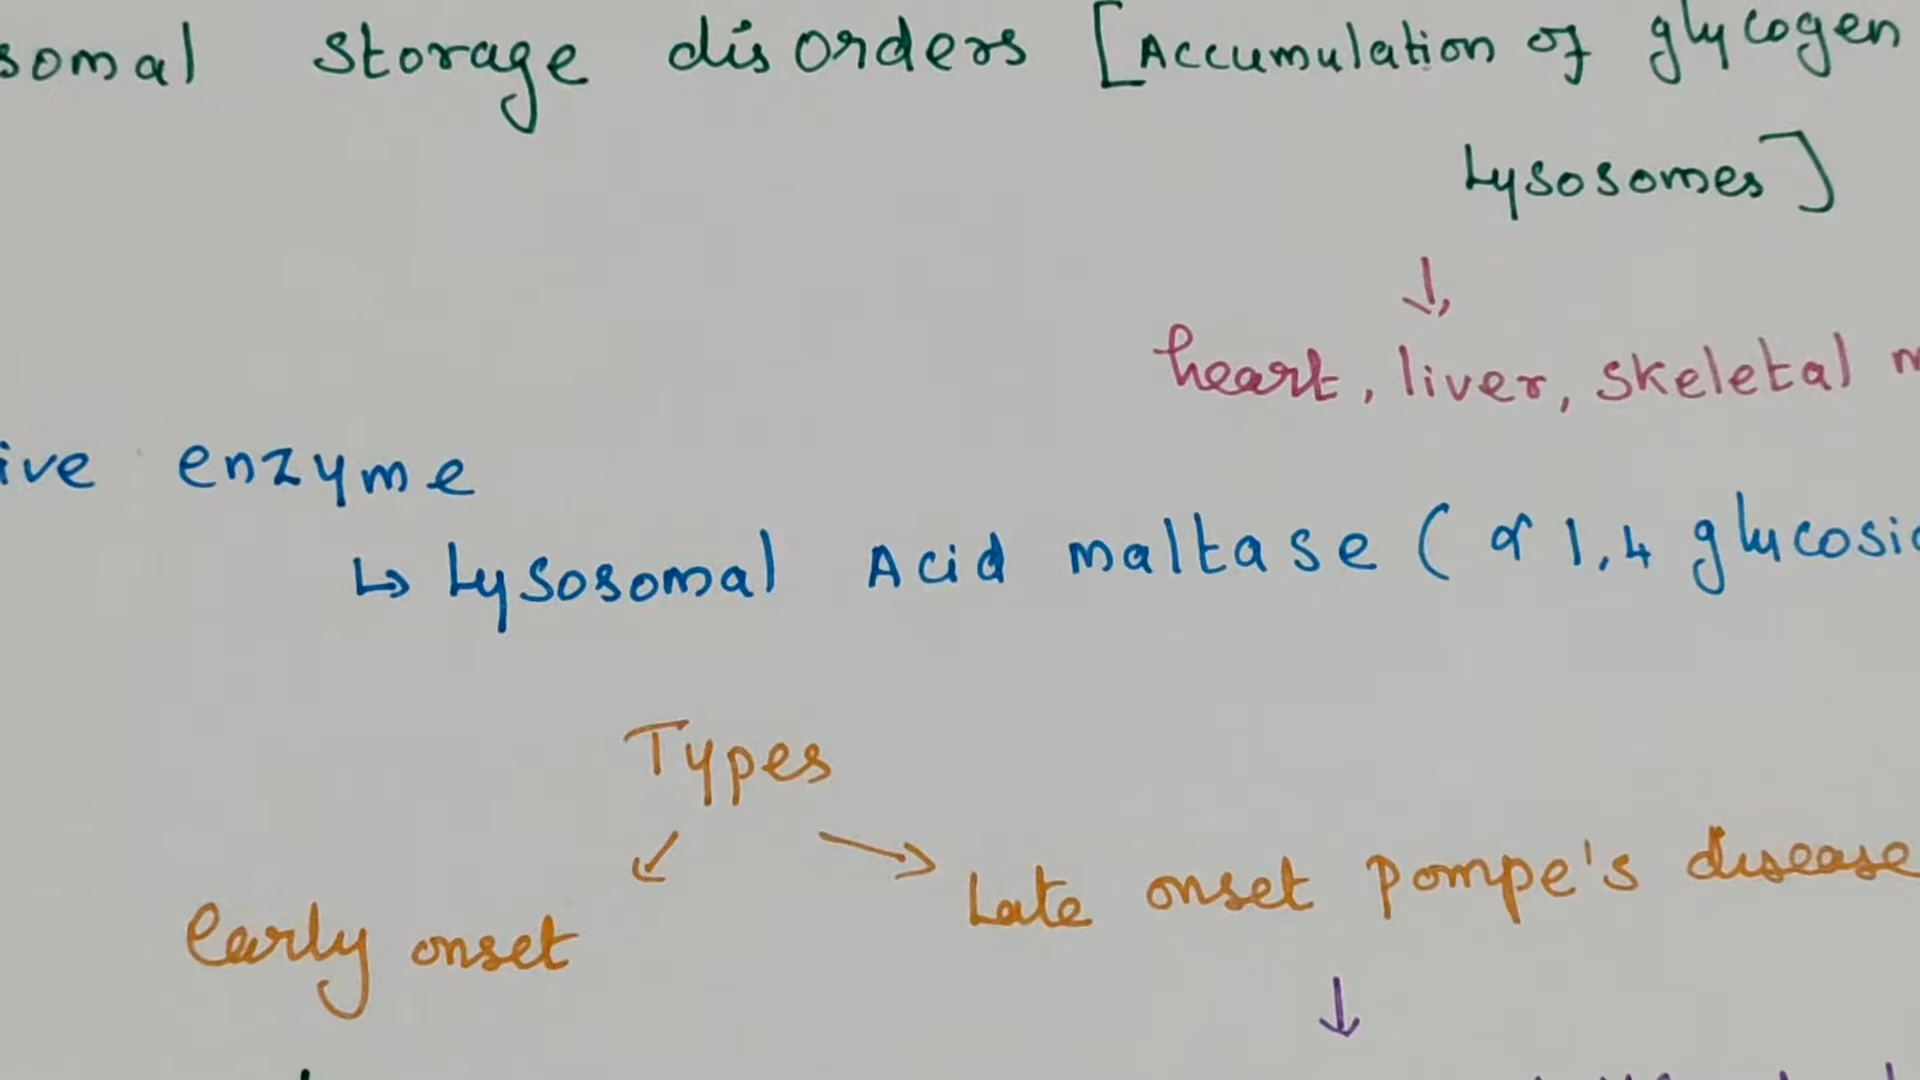 somal storage disorders [Accumulation of glycogen
Lysosomes]
↓
heart, liver, skeletal m
ive enzyme
↳ Lysosomal Acid maltase ( α 1,4 glucosid
Types
↙ ↘
Early onset
Late onset pompe's disease
↓